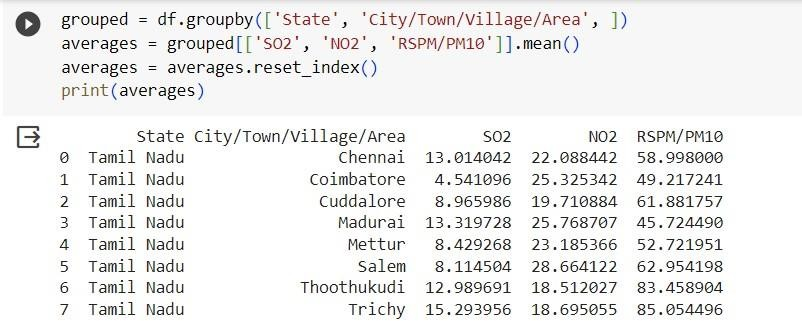 grouped = df.groupby(['State', 'City/Town/Village/Area', ])
averages = grouped[['SO2', 'NO2', 'RSPM/PM10']].mean()
averages = averages.reset_index()
print(averages)
State City/Town/Village/Area SO2 NO2 RSPM/PM10
0 Tamil Nadu Chennai 13.014042 22.088442 58.998000
1 Tamil Nadu Coimbatore 4.541096 25.325342 49.217241
2 Tamil Nadu Cuddalore 8.965986 19.710884 61.881757
3 Tamil Nadu Madurai 13.319728 25.768707 45.724490
4 Tamil Nadu Mettur 8.429268 23.185366 52.721951
5 Tamil Nadu Salem 8.114504 28.664122 62.954198
6 Tamil Nadu Thoothukudi 12.989691 18.512027 83.458904
7 Tamil Nadu Trichy 15.293956 18.695055 85.054496